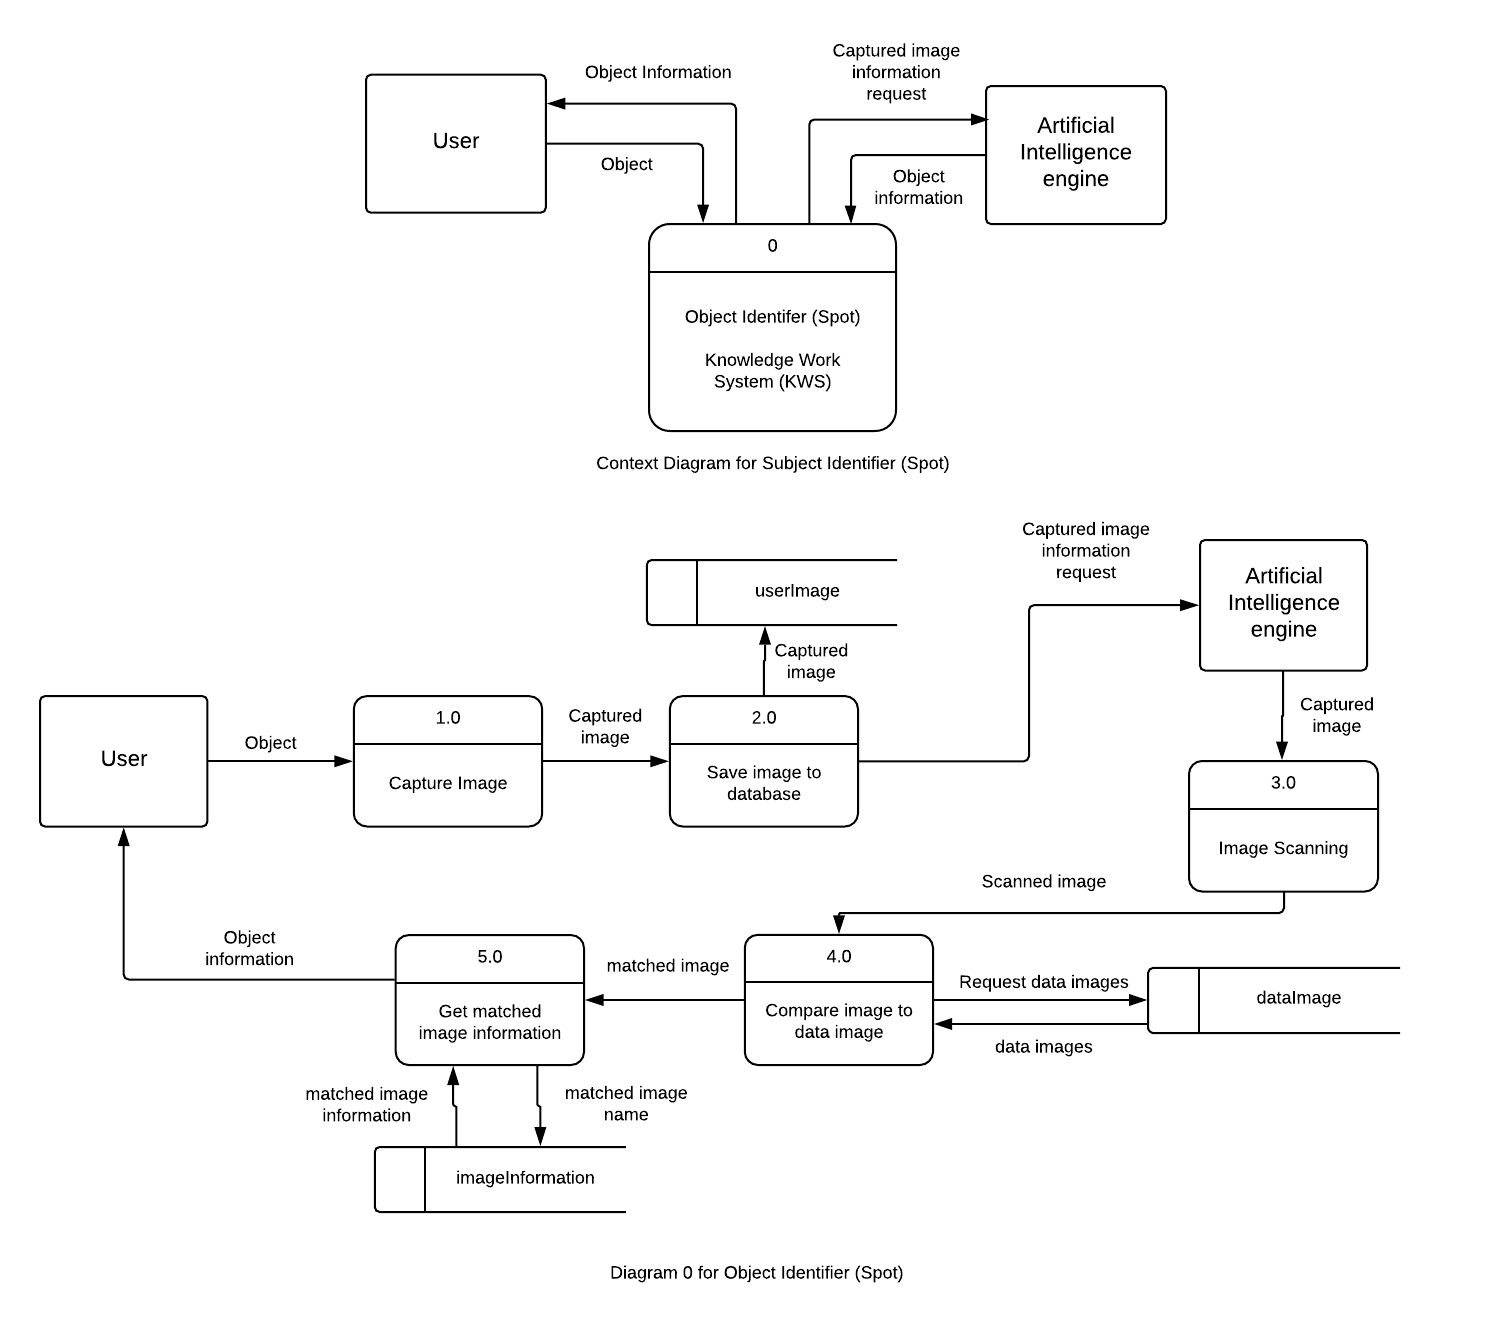 Object Information
Captured image
information
request
User
Artificial
Intelligence
engine
Object
Object
information
0
Object Identifer (Spot)
Knowledge Work
System (KWS)
Context Diagram for Subject Identifier (Spot)
Captured image
information
request
userImage
Artificial
Intelligence
engine
Captured
image
User
Object
1.0
Capture Image
Captured
image
2.0
Save image to
database
Captured
image
3.0
Image Scanning
Scanned image
Object
information
5.0
Get matched
image information
matched image
4.0
Compare image to
data image
Request data images
data images
dataImage
matched image
information
matched image
name
imageInformation
Diagram 0 for Object Identifier (Spot)